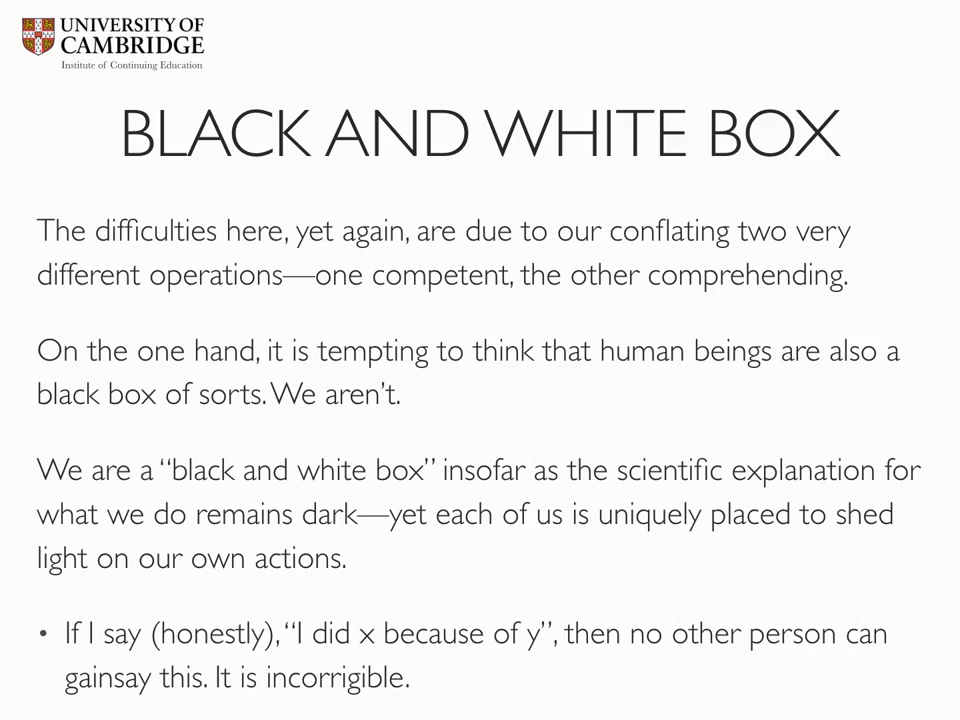 UNIVERSITY OF
CAMBRIDGE
Institute of Continuing Education
BLACK AND WHITE BOX
The difficulties here, yet again, are due to our conflating two very
different operations—one competent, the other comprehending.
On the one hand, it is tempting to think that human beings are also a
black box of sorts. We aren’t.
We are a “black and white box” insofar as the scientific explanation for
what we do remains dark—yet each of us is uniquely placed to shed
light on our own actions.
• If I say (honestly), “I did x because of y”, then no other person can
gainsay this. It is incorrigible.